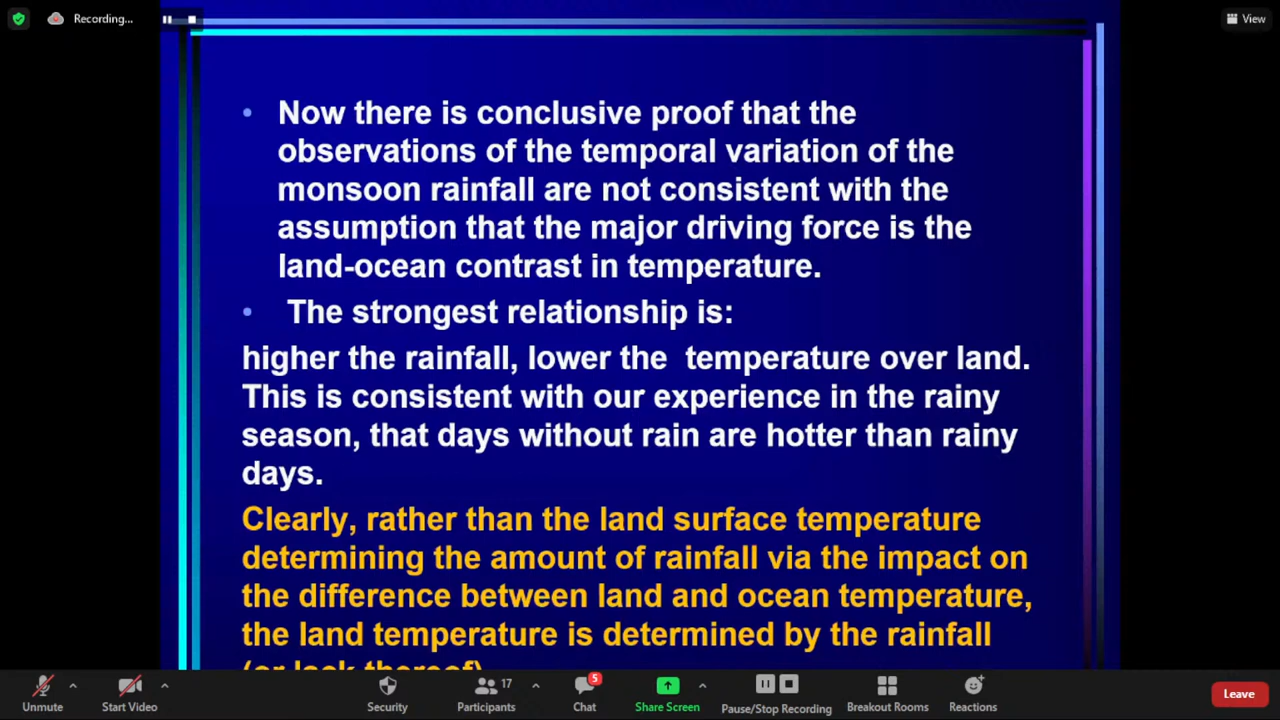 Recording...
View
• Now there is conclusive proof that the
observations of the temporal variation of the
monsoon rainfall are not consistent with the
assumption that the major driving force is the
land-ocean contrast in temperature.
• The strongest relationship is:
higher the rainfall, lower the temperature over land.
This is consistent with our experience in the rainy
season, that days without rain are hotter than rainy
days.
Clearly, rather than the land surface temperature
determining the amount of rainfall via the impact on
the difference between land and ocean temperature,
the land temperature is determined by the rainfall
(or lack thereof)
Unmute
Start Video
Security
Participants 17
Chat 5
Share Screen
Pause/Stop Recording
Breakout Rooms
Reactions
Leave